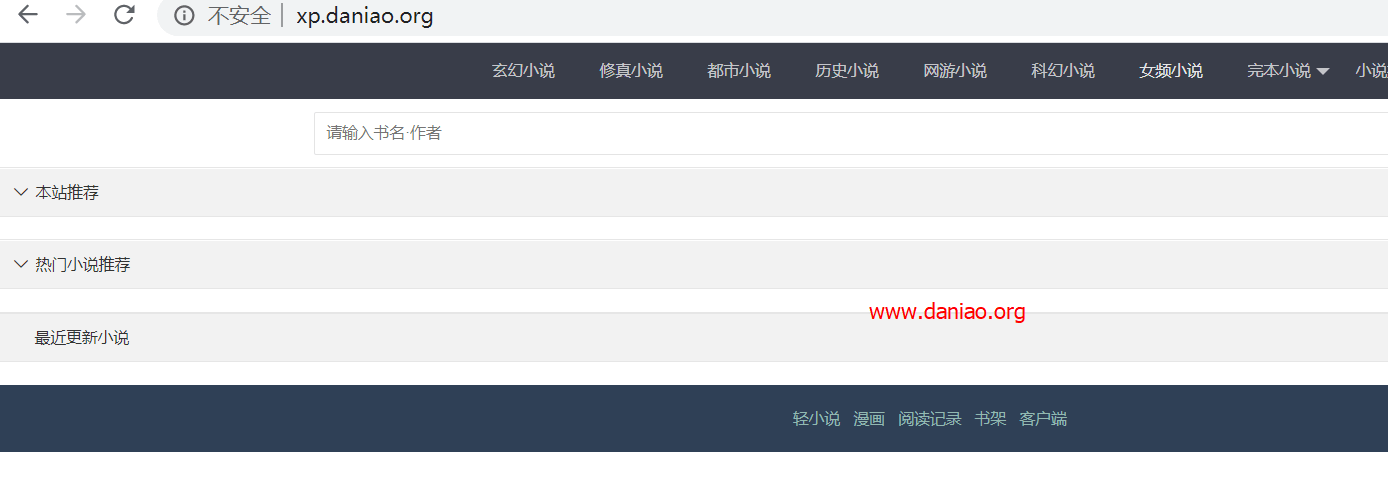 不安全 xp.daniao.org
玄幻小说 修真小说 都市小说 历史小说 网游小说 科幻小说 女频小说 完本小说 小说
请输入书名·作者
本站推荐
热门小说推荐
www.daniao.org
最近更新小说
轻小说 漫画 阅读记录 书架 客户端